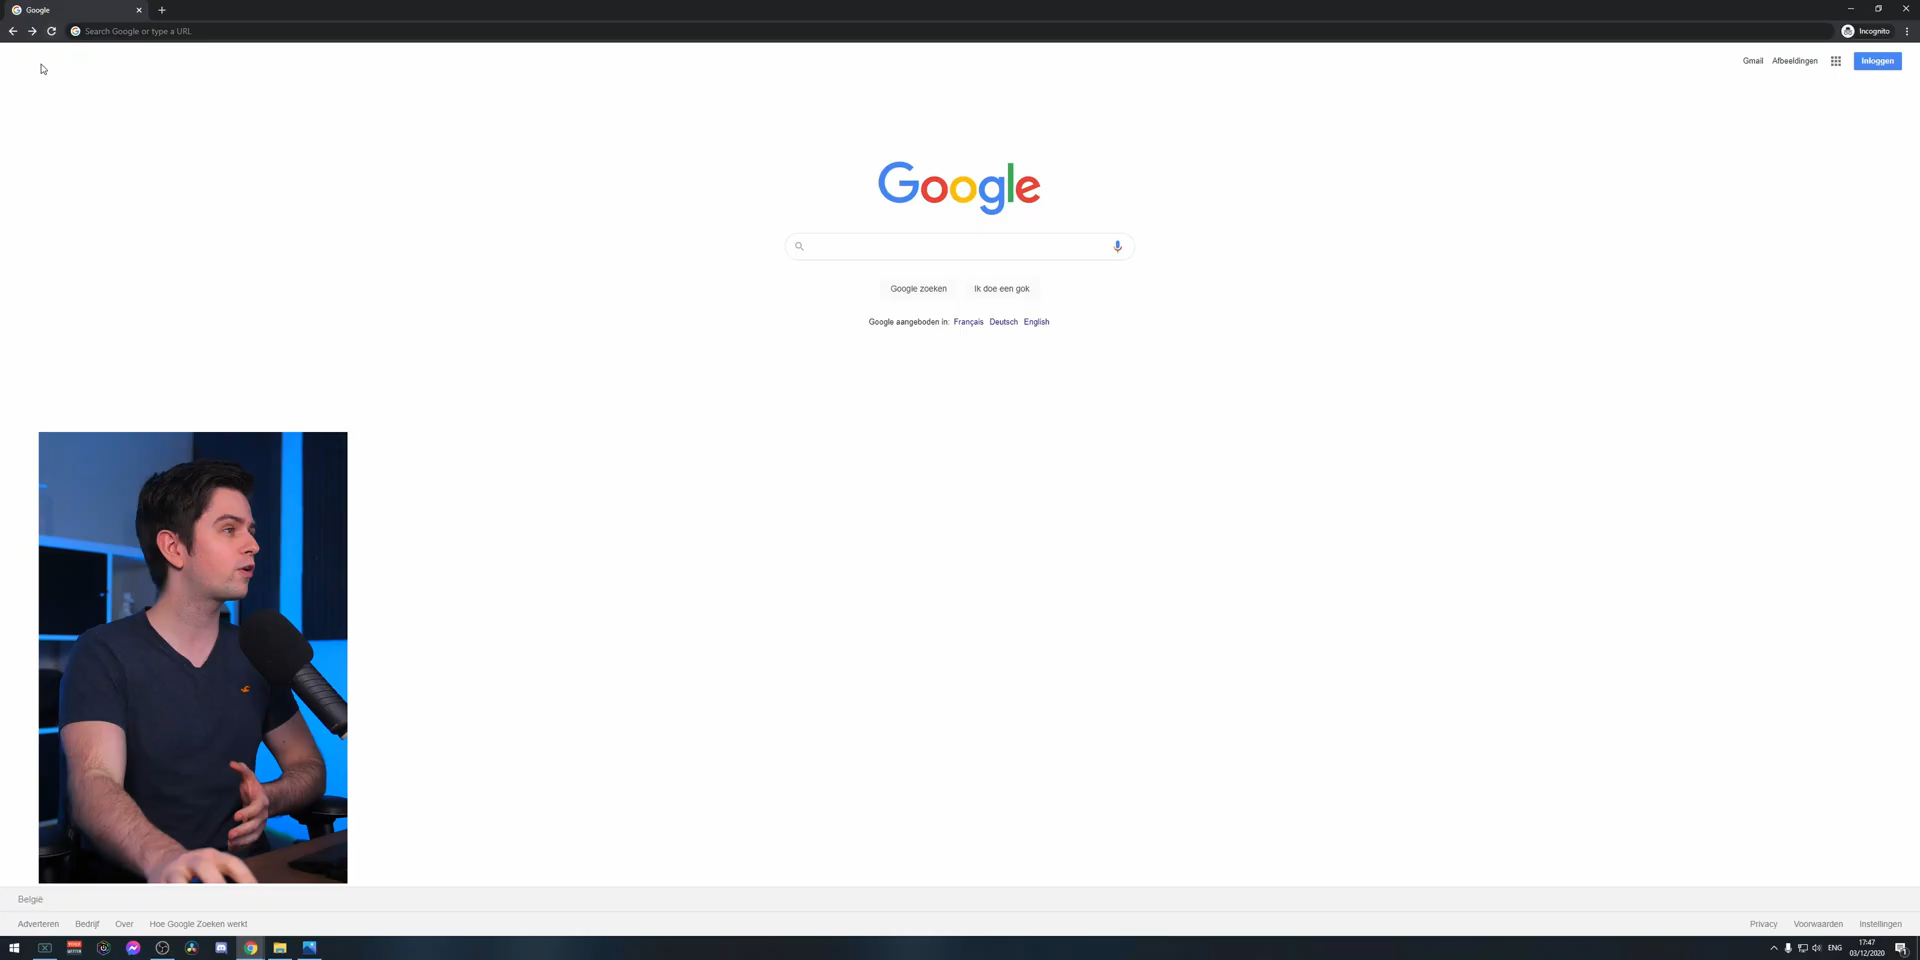 Google
Search Google or type a URL
Incognito
Gmail Afbeeldingen Inloggen
Google
Google zoeken Ik doe een gok
Google aangeboden in: Français Deutsch English
België
Adverteren Bedrijf Over Hoe Google Zoeken werkt
Privacy Voorwaarden Instellingen
ENG
17:47
03/12/2020